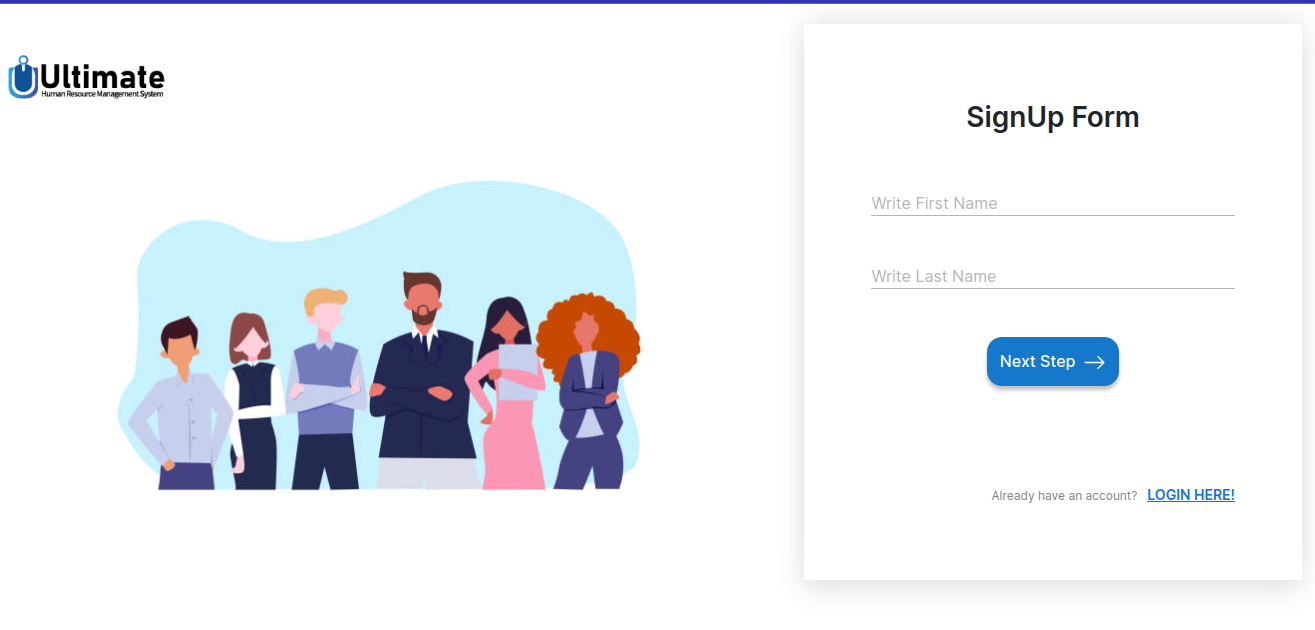 Ultimate
Human Resource Management System
SignUp Form
Write First Name
Write Last Name
Next Step →
Already have an account? LOGIN HERE!